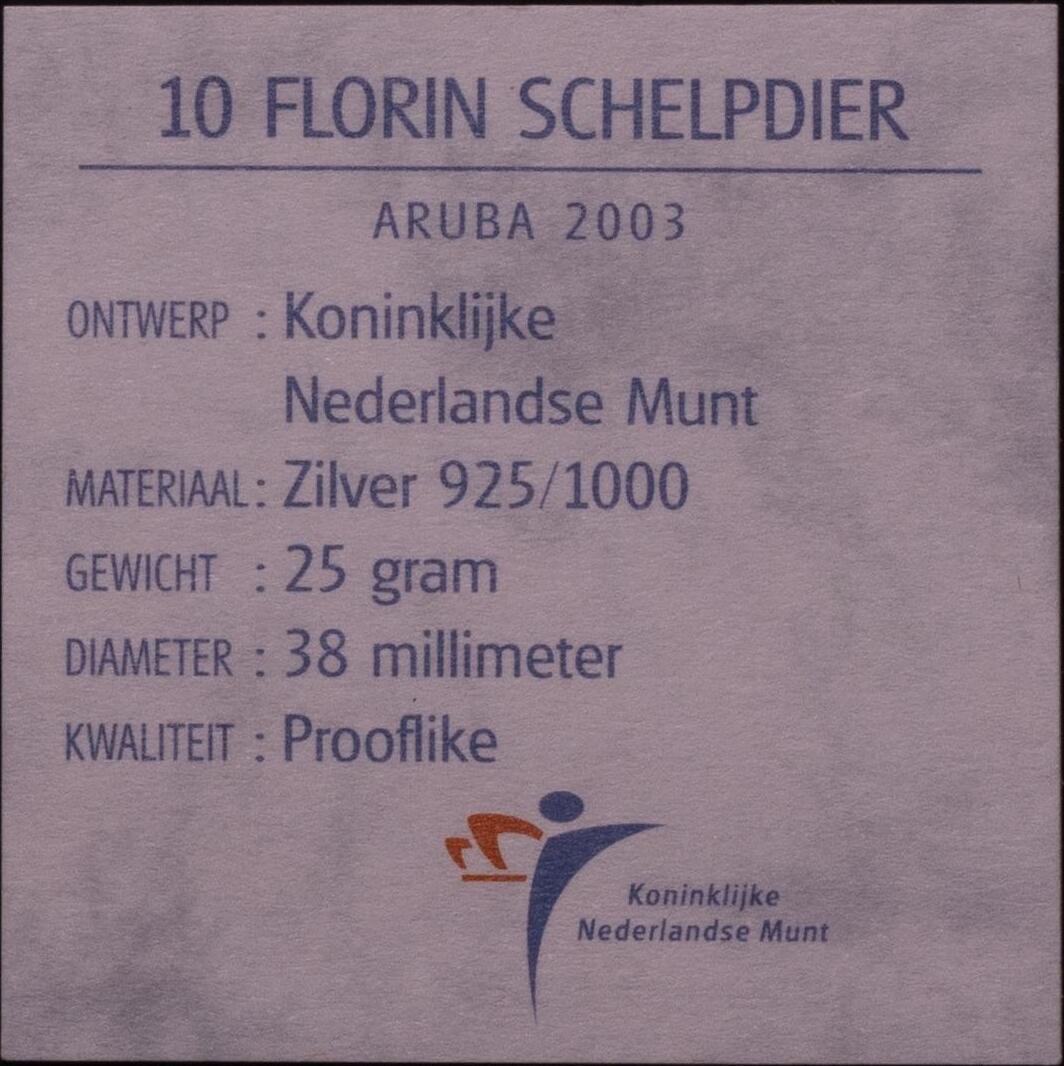 10 FLORIN SCHELPDIER
ARUBA 2003
ONTWERP : Koninklijke
Nederlandse Munt
MATERIAAL : Zilver 925/1000
GEWICHT : 25 gram
DIAMETER : 38 millimeter
KWALITEIT : Prooflike
Koninklijke
Nederlandse Munt